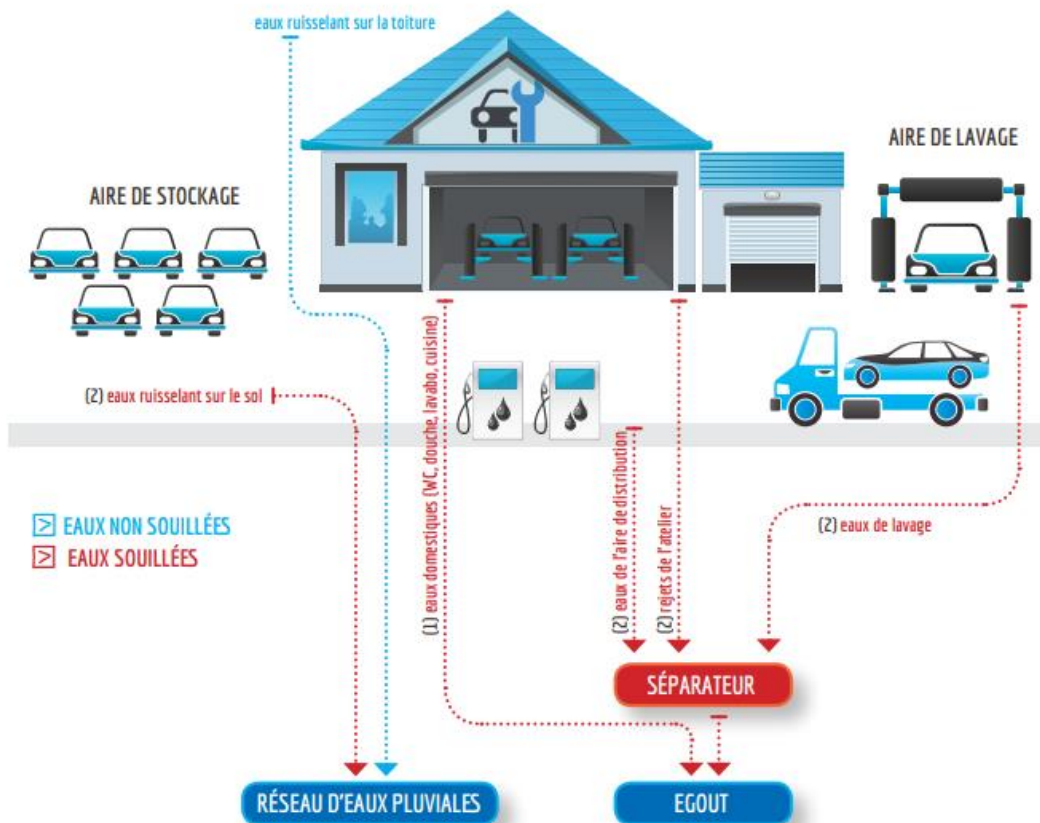 eaux ruisselant sur la toiture
AIRE DE LAVAGE
AIRE DE STOCKAGE
(2) eaux ruisselant sur le sol
(1) eaux domestiques (WC, douche, lavabo, cuisine)
(2) eaux de l'aire de distribution
(2) rejets de l'atelier
(2) eaux de lavage
> EAUX NON SOUILLÉES
> EAUX SOUILLÉES
SÉPARATEUR
RÉSEAU D'EAUX PLUVIALES
EGOUT